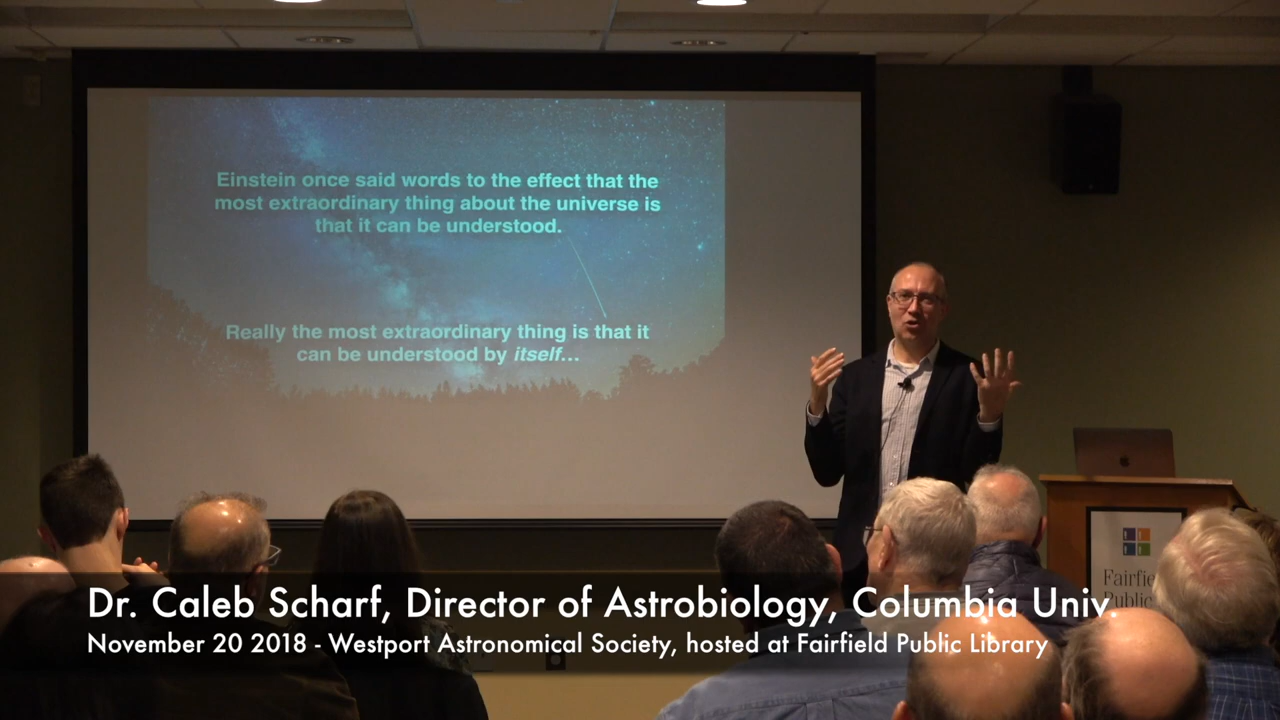 Einstein once said words to the effect that the
most extraordinary thing about the universe is
that it can be understood.
Really the most extraordinary thing is that it
can be understood by itself...
Fairfie
Public
Dr. Caleb Scharf, Director of Astrobiology, Columbia Univ.
November 20 2018 - Westport Astronomical Society, hosted at Fairfield Public Library